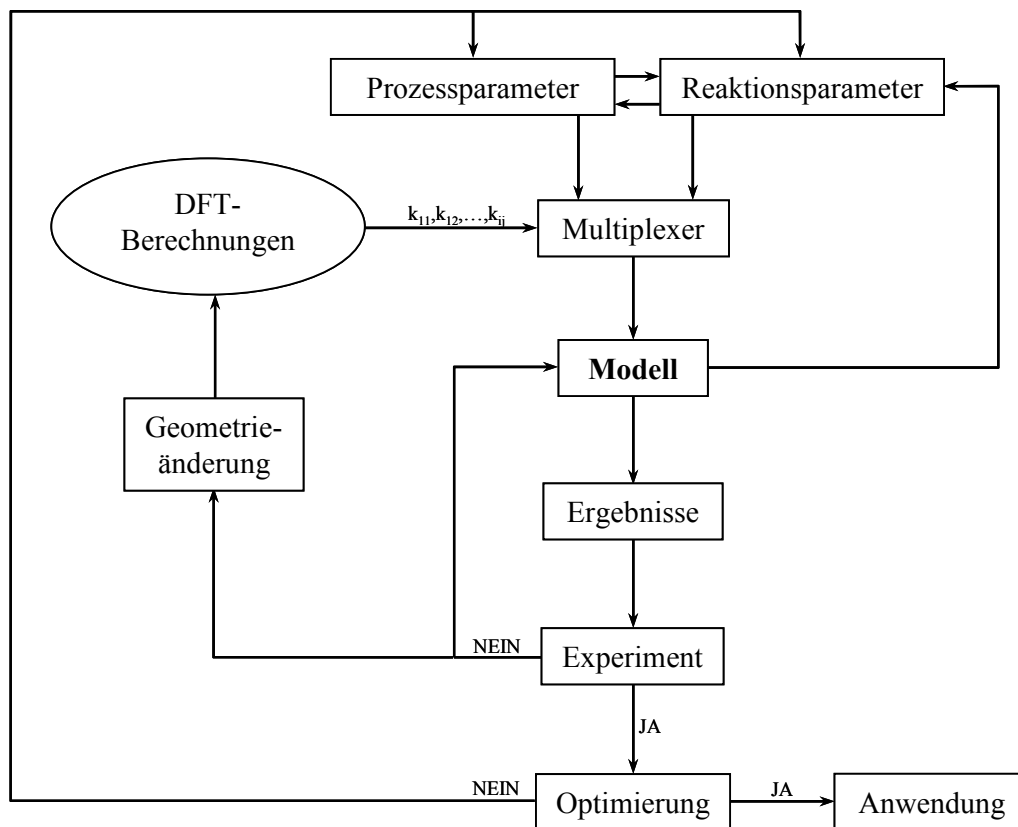 Prozessparameter
Reaktionsparameter
DFT-
Berechnungen
k11,k12,…,kij
Multiplexer
Modell
Geometrie-
änderung
Ergebnisse
NEIN
Experiment
JA
NEIN
Optimierung
JA
Anwendung